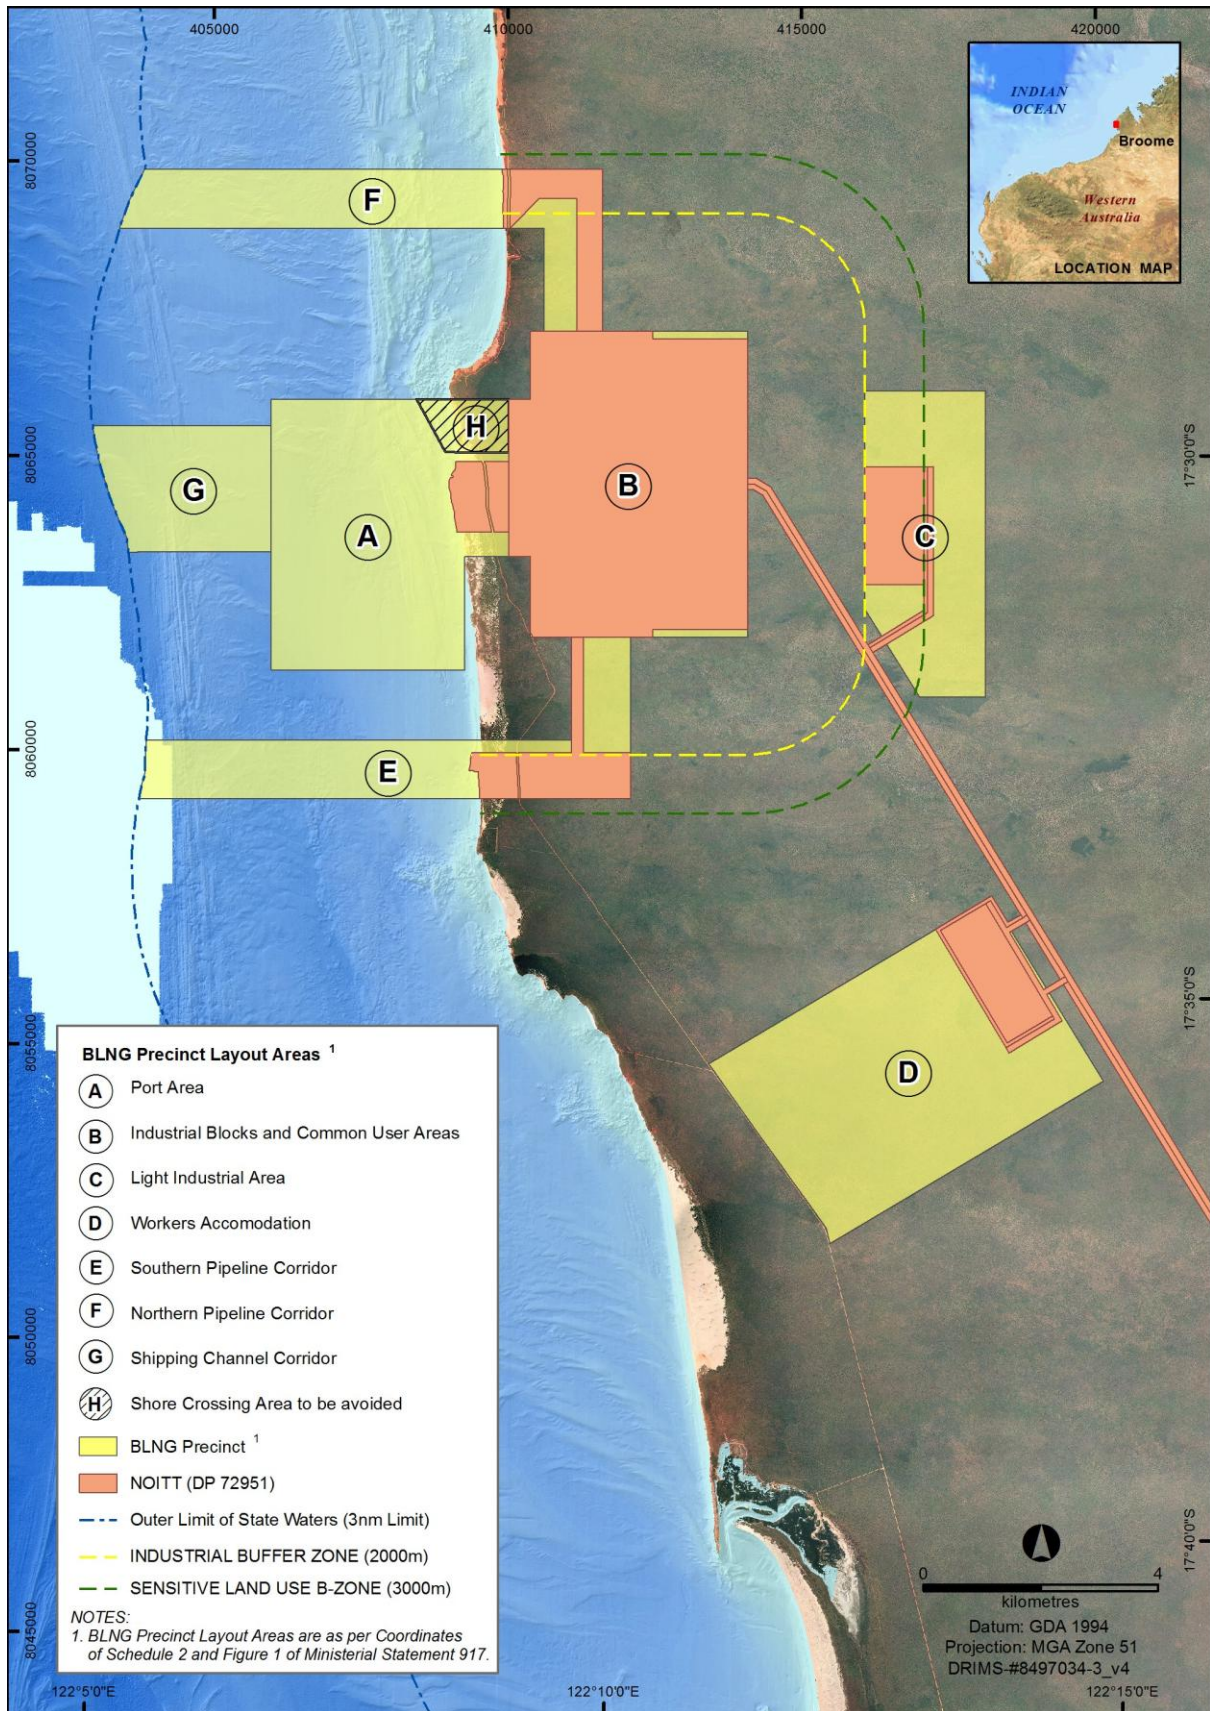 405000
410000
415000
420000
INDIAN
OCEAN
Broome
Western
Australia
LOCATION MAP
8070000
8065000
8060000
8055000
8050000
8045000
17°30'0"S
17°35'0"S
17°40'0"S
F
H
G
B
A
C
E
D
BLNG Precinct Layout Areas 1
A Port Area
B Industrial Blocks and Common User Areas
C Light Industrial Area
D Workers Accomodation
E Southern Pipeline Corridor
F Northern Pipeline Corridor
G Shipping Channel Corridor
H Shore Crossing Area to be avoided
BLNG Precinct 1
NOITT (DP 72951)
Outer Limit of State Waters (3nm Limit)
INDUSTRIAL BUFFER ZONE (2000m)
SENSITIVE LAND USE B-ZONE (3000m)
NOTES:
1. BLNG Precinct Layout Areas are as per Coordinates
of Schedule 2 and Figure 1 of Ministerial Statement 917.
0 4
kilometres
Datum: GDA 1994
Projection: MGA Zone 51
DRIMS-#8497034-3_v4
122°5'0"E
122°10'0"E
122°15'0"E